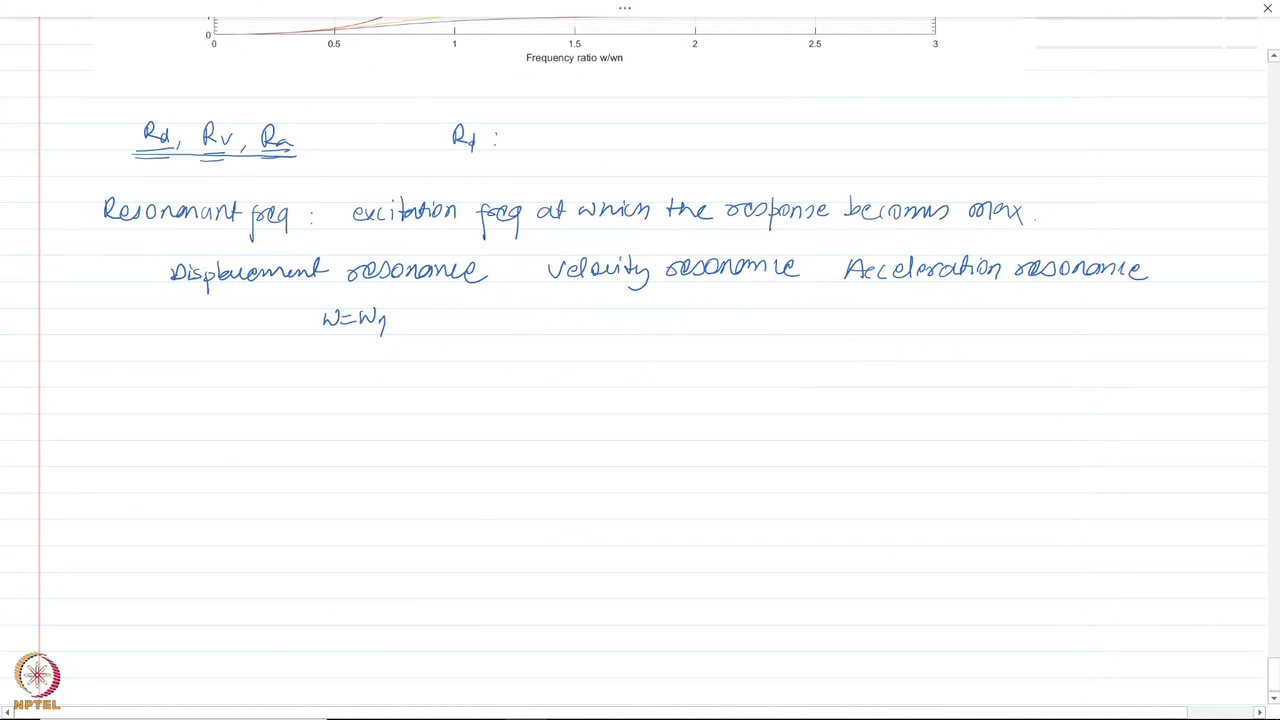 ...
1
0
0 0.5 1 1.5 2 2.5 3
Frequency ratio w/wn
Rd, Rv, Ra Rd :
Resonant freq : excitation freq at which the response becomes max.
Displacement resonance velocity resonance Acceleration resonance
w=wn
NPTEL